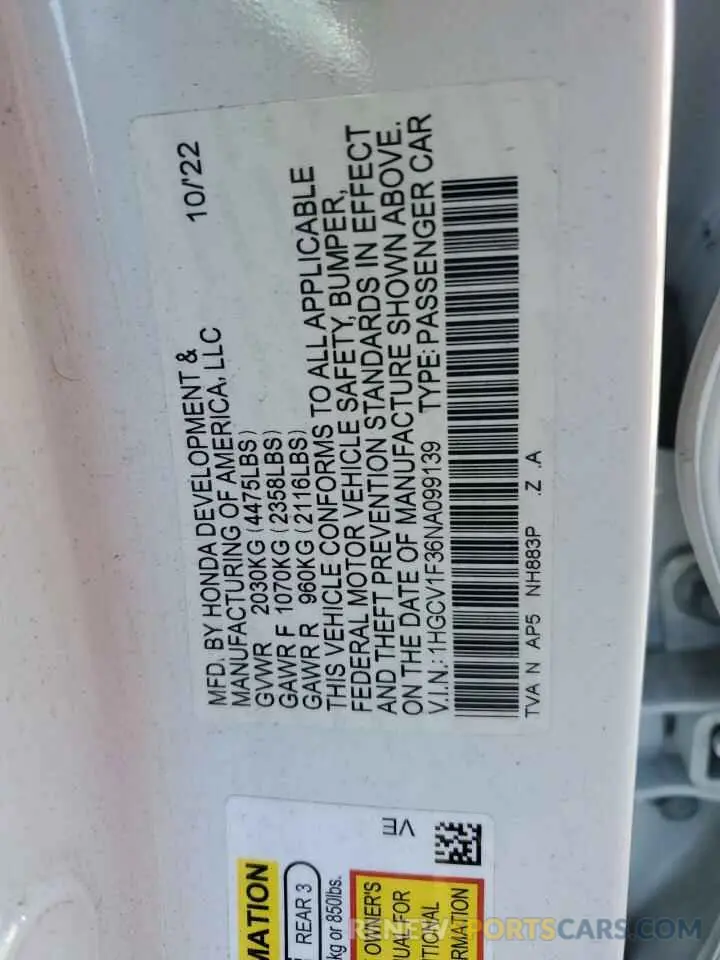 MFD. BY HONDA DEVELOPMENT & 10/'22
MANUFACTURING OF AMERICA, LLC
GVWR 2030KG (4475LBS)
GAWR F 1070KG (2358LBS)
GAWR R 960KG (2116LBS)
THIS VEHICLE CONFORMS TO ALL APPLICABLE
FEDERAL MOTOR VEHICLE SAFETY, BUMPER,
AND THEFT PREVENTION STANDARDS IN EFFECT
ON THE DATE OF MANUFACTURE SHOWN ABOVE.
V.I.N.: 1HGCV1F36NA099139 TYPE: PASSENGER CAR
TVA N AP5 NH883P .Z .A
MATION
REAR 3
kg or 850lbs.
VE
OWNER'S
UAL FOR
ITIONAL
RMATION
RENEWSPORTSCARS.COM